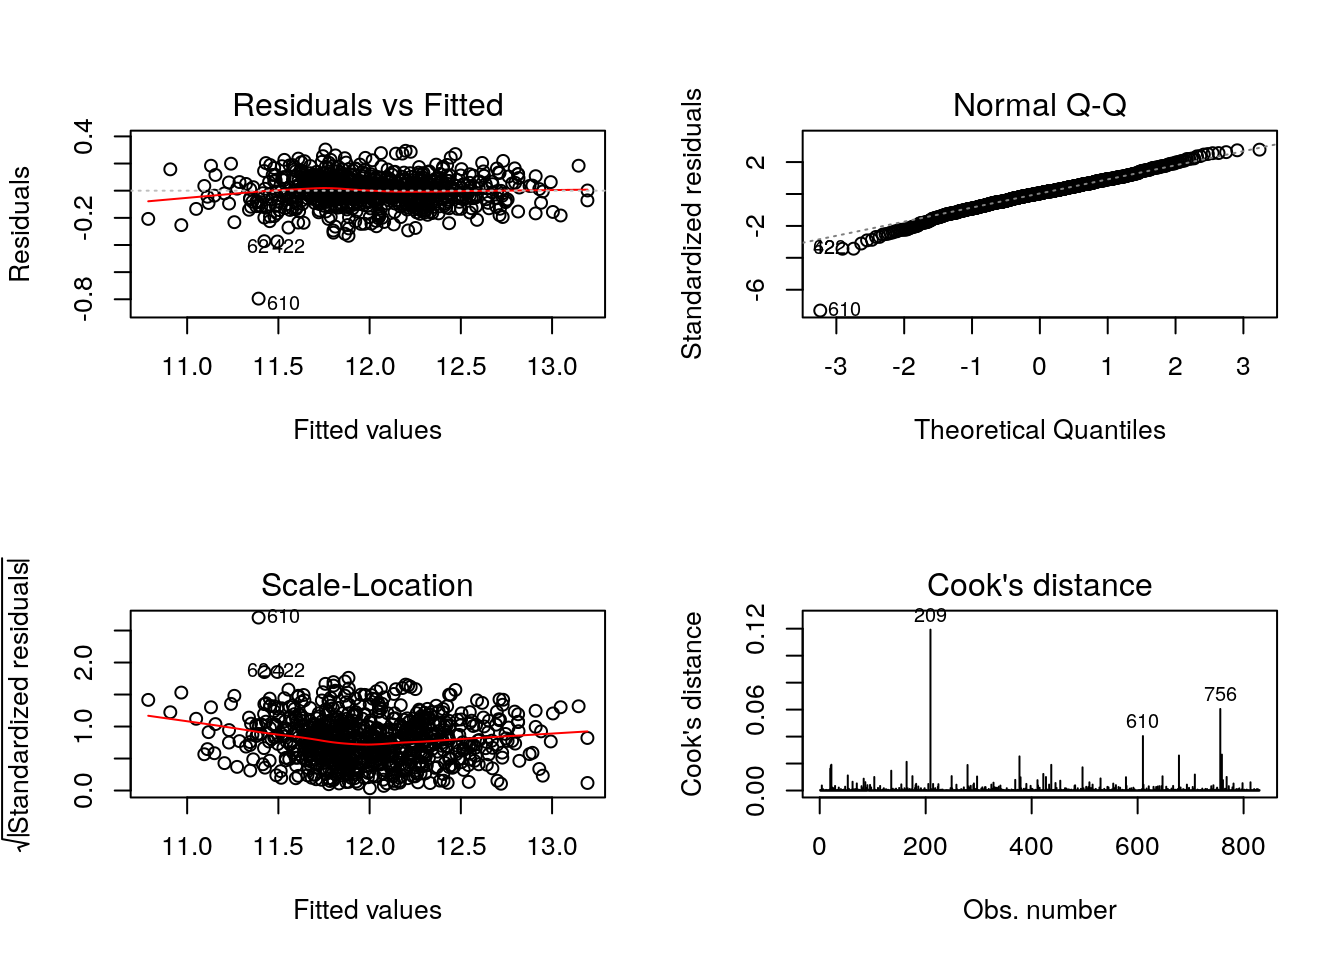 Residuals vs Fitted
Residuals
0.4
-0.2
-0.8
422
610
11.0 11.5 12.0 12.5 13.0
Fitted values
Normal Q-Q
Standardized residuals
2
-2
-6
610
-3 -2 -1 0 1 2 3
Theoretical Quantiles
Scale-Location
√|Standardized residuals|
2.0
1.0
0.0
610
422
11.0 11.5 12.0 12.5 13.0
Fitted values
Cook's distance
Cook's distance
0.12
0.06
0.00
209
756
610
0 200 400 600 800
Obs. number